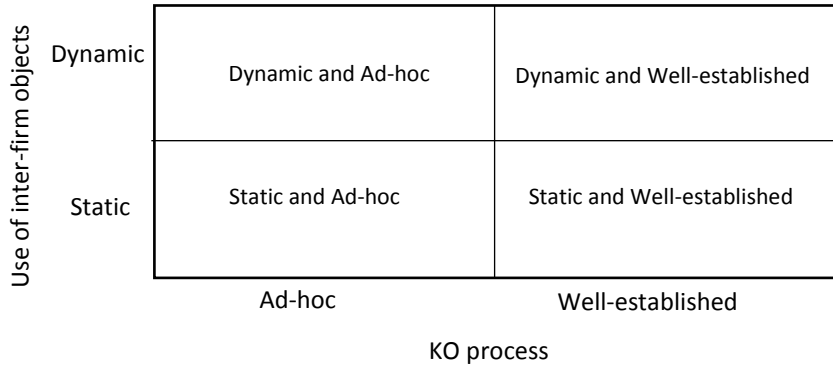 Use of inter-firm objects
Dynamic
Dynamic and Ad-hoc
Dynamic and Well-established
Static
Static and Ad-hoc
Static and Well-established
Ad-hoc
Well-established
KO process